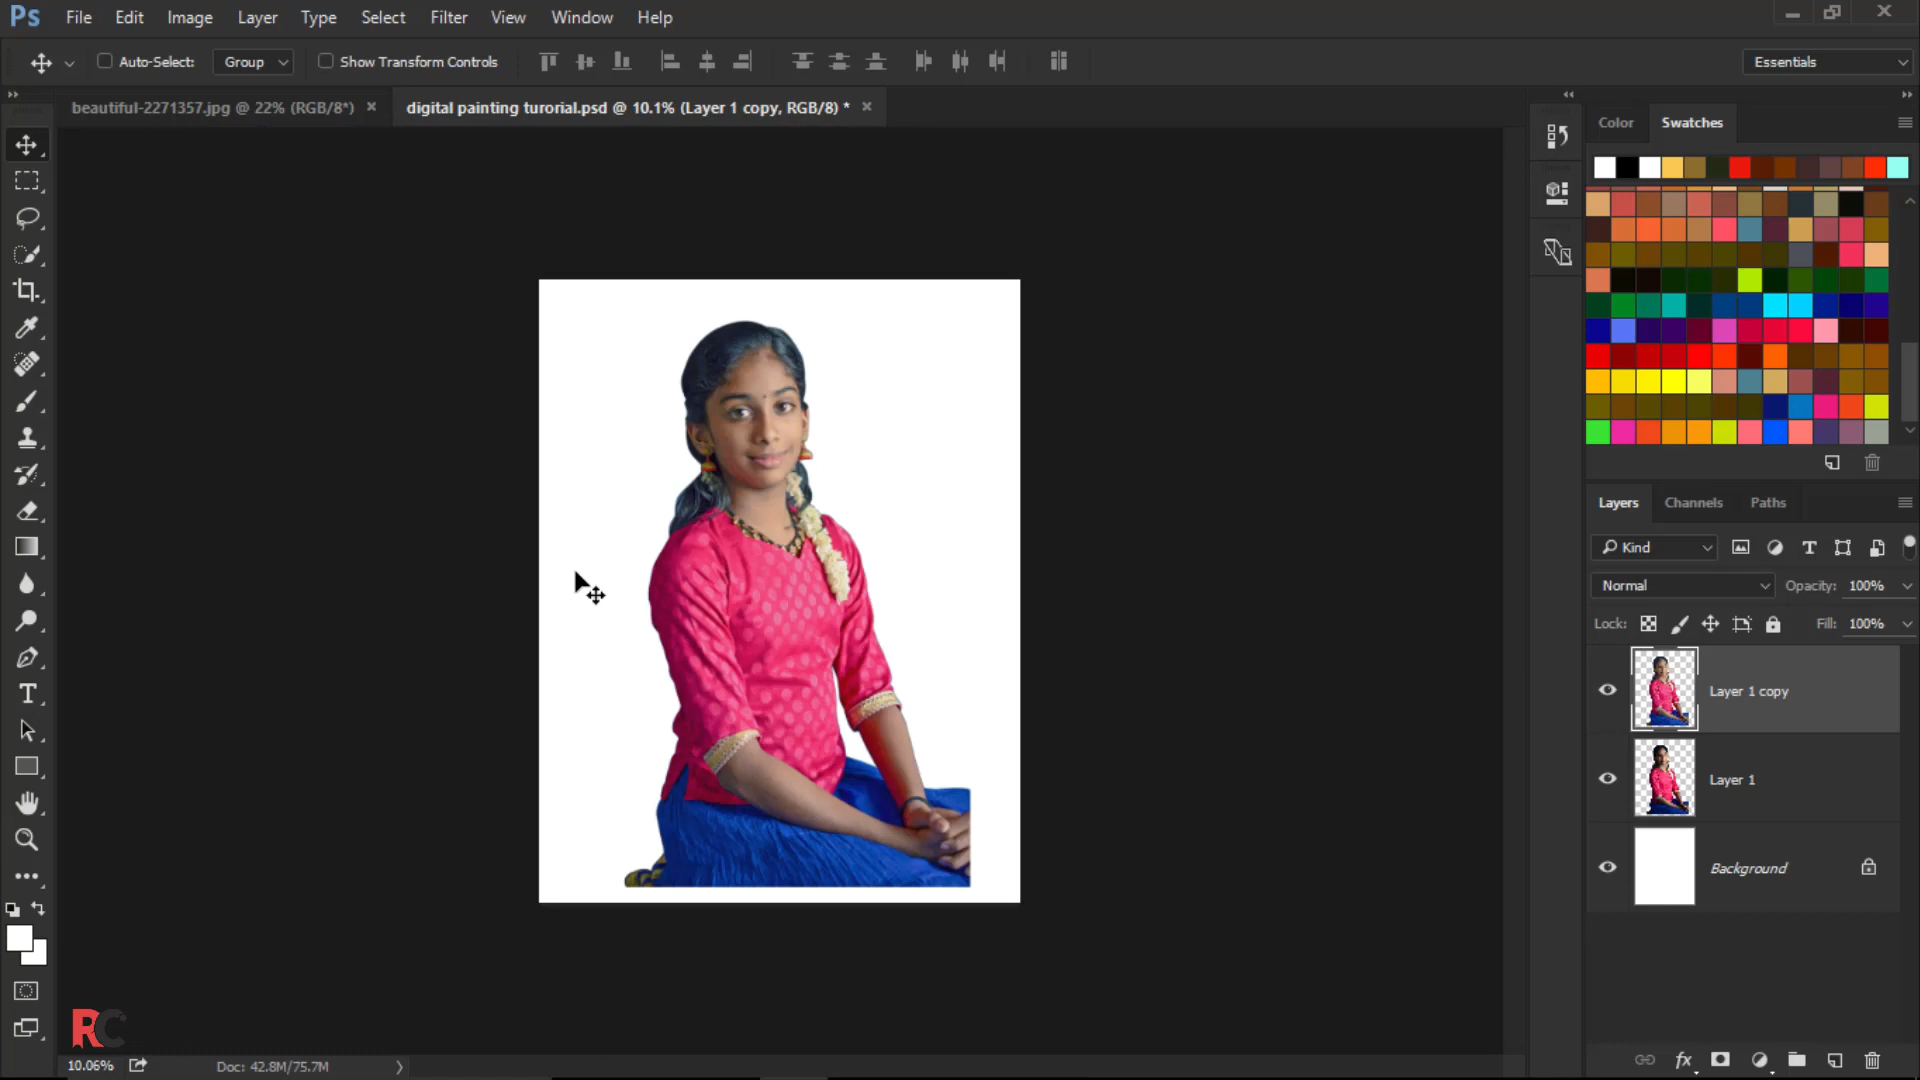 Ps File Edit Image Layer Type Select Filter View Window Help
Auto-Select: Group Show Transform Controls Essentials
beautiful-2271357.jpg @ 22% (RGB/8*) digital painting turorial.psd @ 10.1% (Layer 1 copy, RGB/8) *
Color Swatches
Layers Channels Paths
Kind
Normal Opacity: 100%
Lock: Fill: 100%
Layer 1 copy
Layer 1
Background
RC
fx
10.06% Doc: 42.8M/75.7M